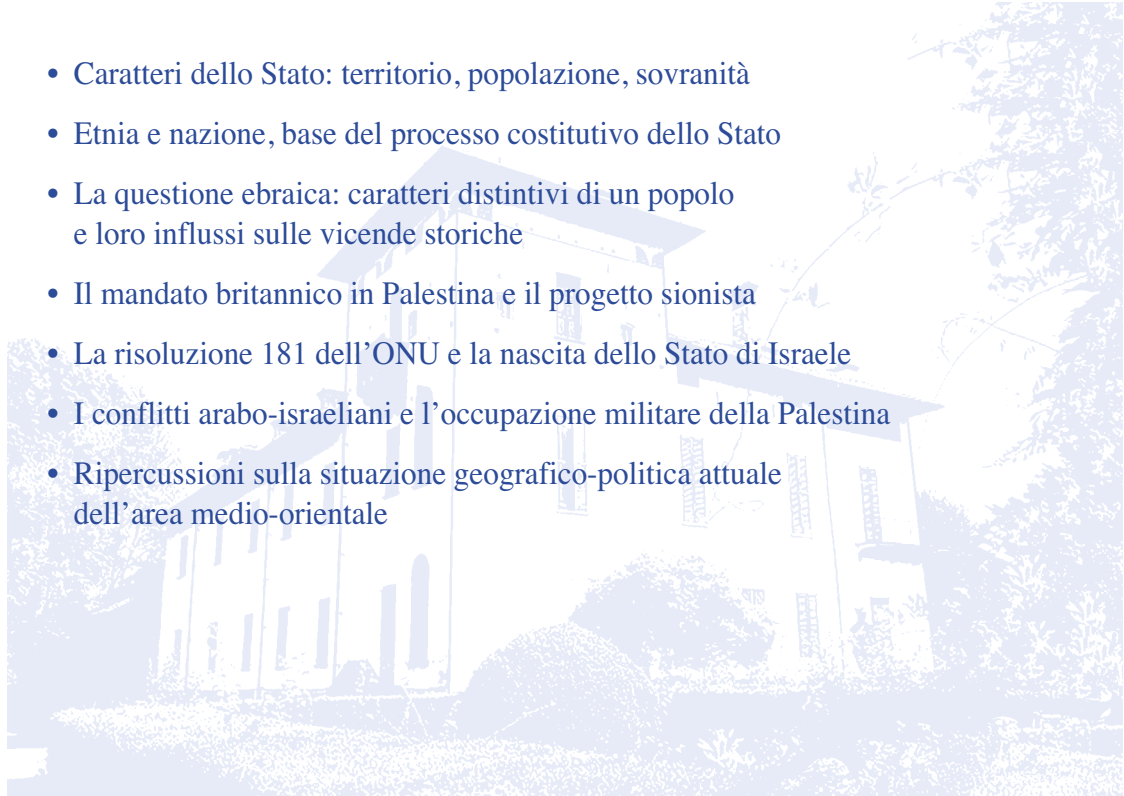 • Caratteri dello Stato: territorio, popolazione, sovranità
• Etnia e nazione, base del processo costitutivo dello Stato
• La questione ebraica: caratteri distintivi di un popolo
e loro influssi sulle vicende storiche
• Il mandato britannico in Palestina e il progetto sionista
• La risoluzione 181 dell’ONU e la nascita dello Stato di Israele
• I conflitti arabo-israeliani e l’occupazione militare della Palestina
• Ripercussioni sulla situazione geografico-politica attuale
dell’area medio-orientale